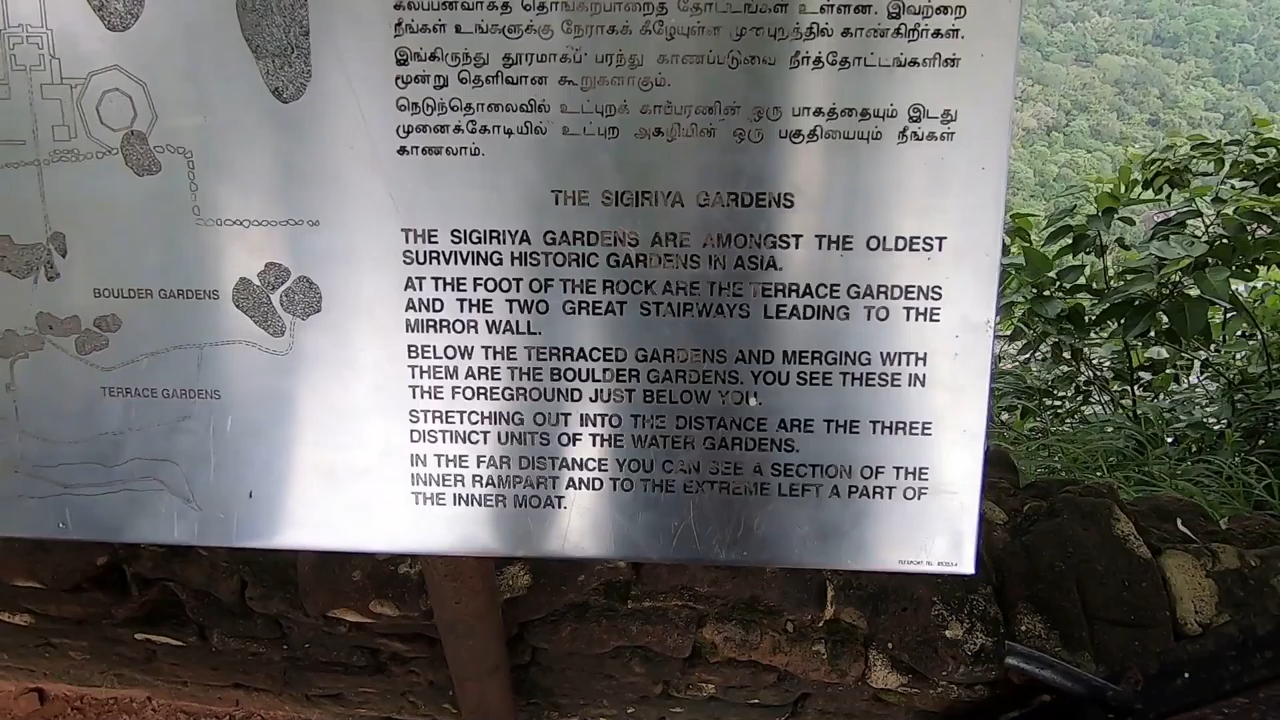 கலப்பனவாகத் தொங்கற்பாறைத் தோட்டங்கள் உள்ளன. இவற்றை
நீங்கள் உங்களுக்கு நேராகக் கீழேயுள்ள முன்புறத்தில் காண்கிறீர்கள்.
இங்கிருந்து தூரமாகப் பரந்து காணப்படுவை நீர்த்தோட்டங்களின்
மூன்று தெளிவான கூறுகளாகும்.
நெடுந்தொலைவில் உட்புறக் காப்பரணின் ஒரு பாகத்தையும் இடது
முனைக்கோடியில் உட்புற அகழியின் ஒரு பகுதியையும் நீங்கள்
காணலாம்.
THE SIGIRIYA GARDENS
THE SIGIRIYA GARDENS ARE AMONGST THE OLDEST
SURVIVING HISTORIC GARDENS IN ASIA.
AT THE FOOT OF THE ROCK ARE THE TERRACE GARDENS
AND THE TWO GREAT STAIRWAYS LEADING TO THE
MIRROR WALL.
BELOW THE TERRACED GARDENS AND MERGING WITH
THEM ARE THE BOULDER GARDENS. YOU SEE THESE IN
THE FOREGROUND JUST BELOW YOU.
STRETCHING OUT INTO THE DISTANCE ARE THE THREE
DISTINCT UNITS OF THE WATER GARDENS.
IN THE FAR DISTANCE YOU CAN SEE A SECTION OF THE
INNER RAMPART AND TO THE EXTREME LEFT A PART OF
THE INNER MOAT.
BOULDER GARDENS
TERRACE GARDENS